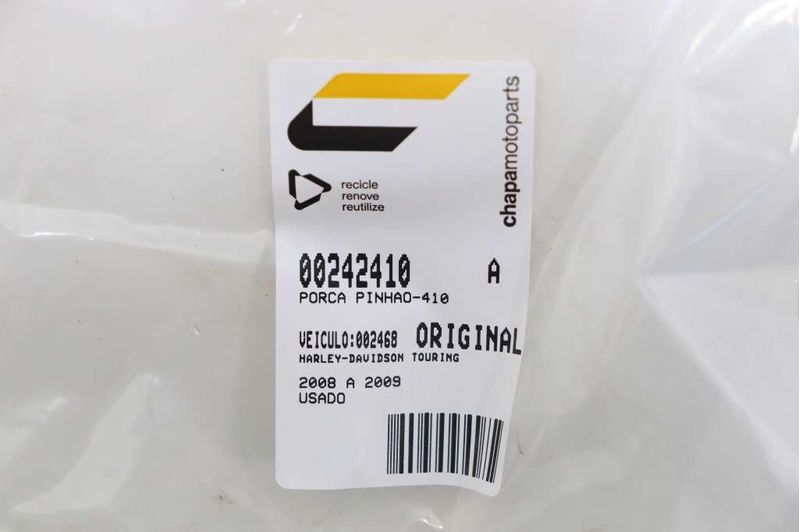 chapamotoparts
recicle
renove
reutilize
00242410 A
PORCA PINHAO-410
VEICULO:002468 ORIGINAL
HARLEY-DAVIDSON TOURING
2008 A 2009
USADO